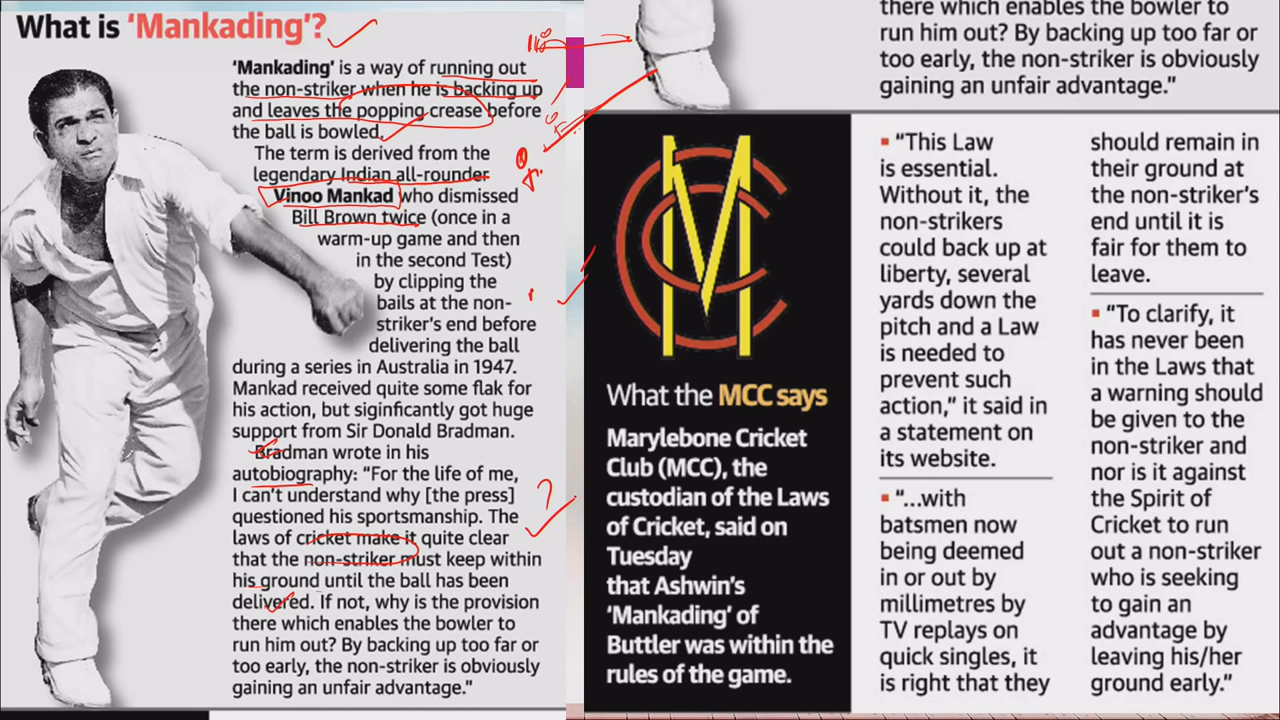 What is ‘Mankading’?
‘Mankading’ is a way of running out
the non-striker when he is backing up
and leaves the popping crease before
the ball is bowled.
The term is derived from the
legendary Indian all-rounder
Vinoo Mankad who dismissed
Bill Brown twice (once in a
warm-up game and then
in the second Test)
by clipping the
bails at the non-
striker's end before
delivering the ball
during a series in Australia in 1947.
Mankad received quite some flak for
his action, but siginficantly got huge
support from Sir Donald Bradman.
Bradman wrote in his
autobiography: “For the life of me,
I can't understand why [the press]
questioned his sportsmanship. The
laws of cricket make it quite clear
that the non-striker must keep within
his ground until the ball has been
delivered. If not, why is the provision
there which enables the bowler to
run him out? By backing up too far or
too early, the non-striker is obviously
gaining an unfair advantage.”
there which enables the bowler to
run him out? By backing up too far or
too early, the non-striker is obviously
gaining an unfair advantage.”
MCC
What the MCC says
Marylebone Cricket
Club (MCC), the
custodian of the Laws
of Cricket, said on
Tuesday
that Ashwin's
‘Mankading’ of
Buttler was within the
rules of the game.
“This Law
is essential.
Without it, the
non-strikers
could back up at
liberty, several
yards down the
pitch and a Law
is needed to
prevent such
action,” it said in
a statement on
its website.
“...with
batsmen now
being deemed
in or out by
millimetres by
TV replays on
quick singles, it
is right that they
should remain in
their ground at
the non-striker's
end until it is
fair for them to
leave.
“To clarify, it
has never been
in the Laws that
a warning should
be given to the
non-striker and
nor is it against
the Spirit of
Cricket to run
out a non-striker
who is seeking
to gain an
advantage by
leaving his/her
ground early.”